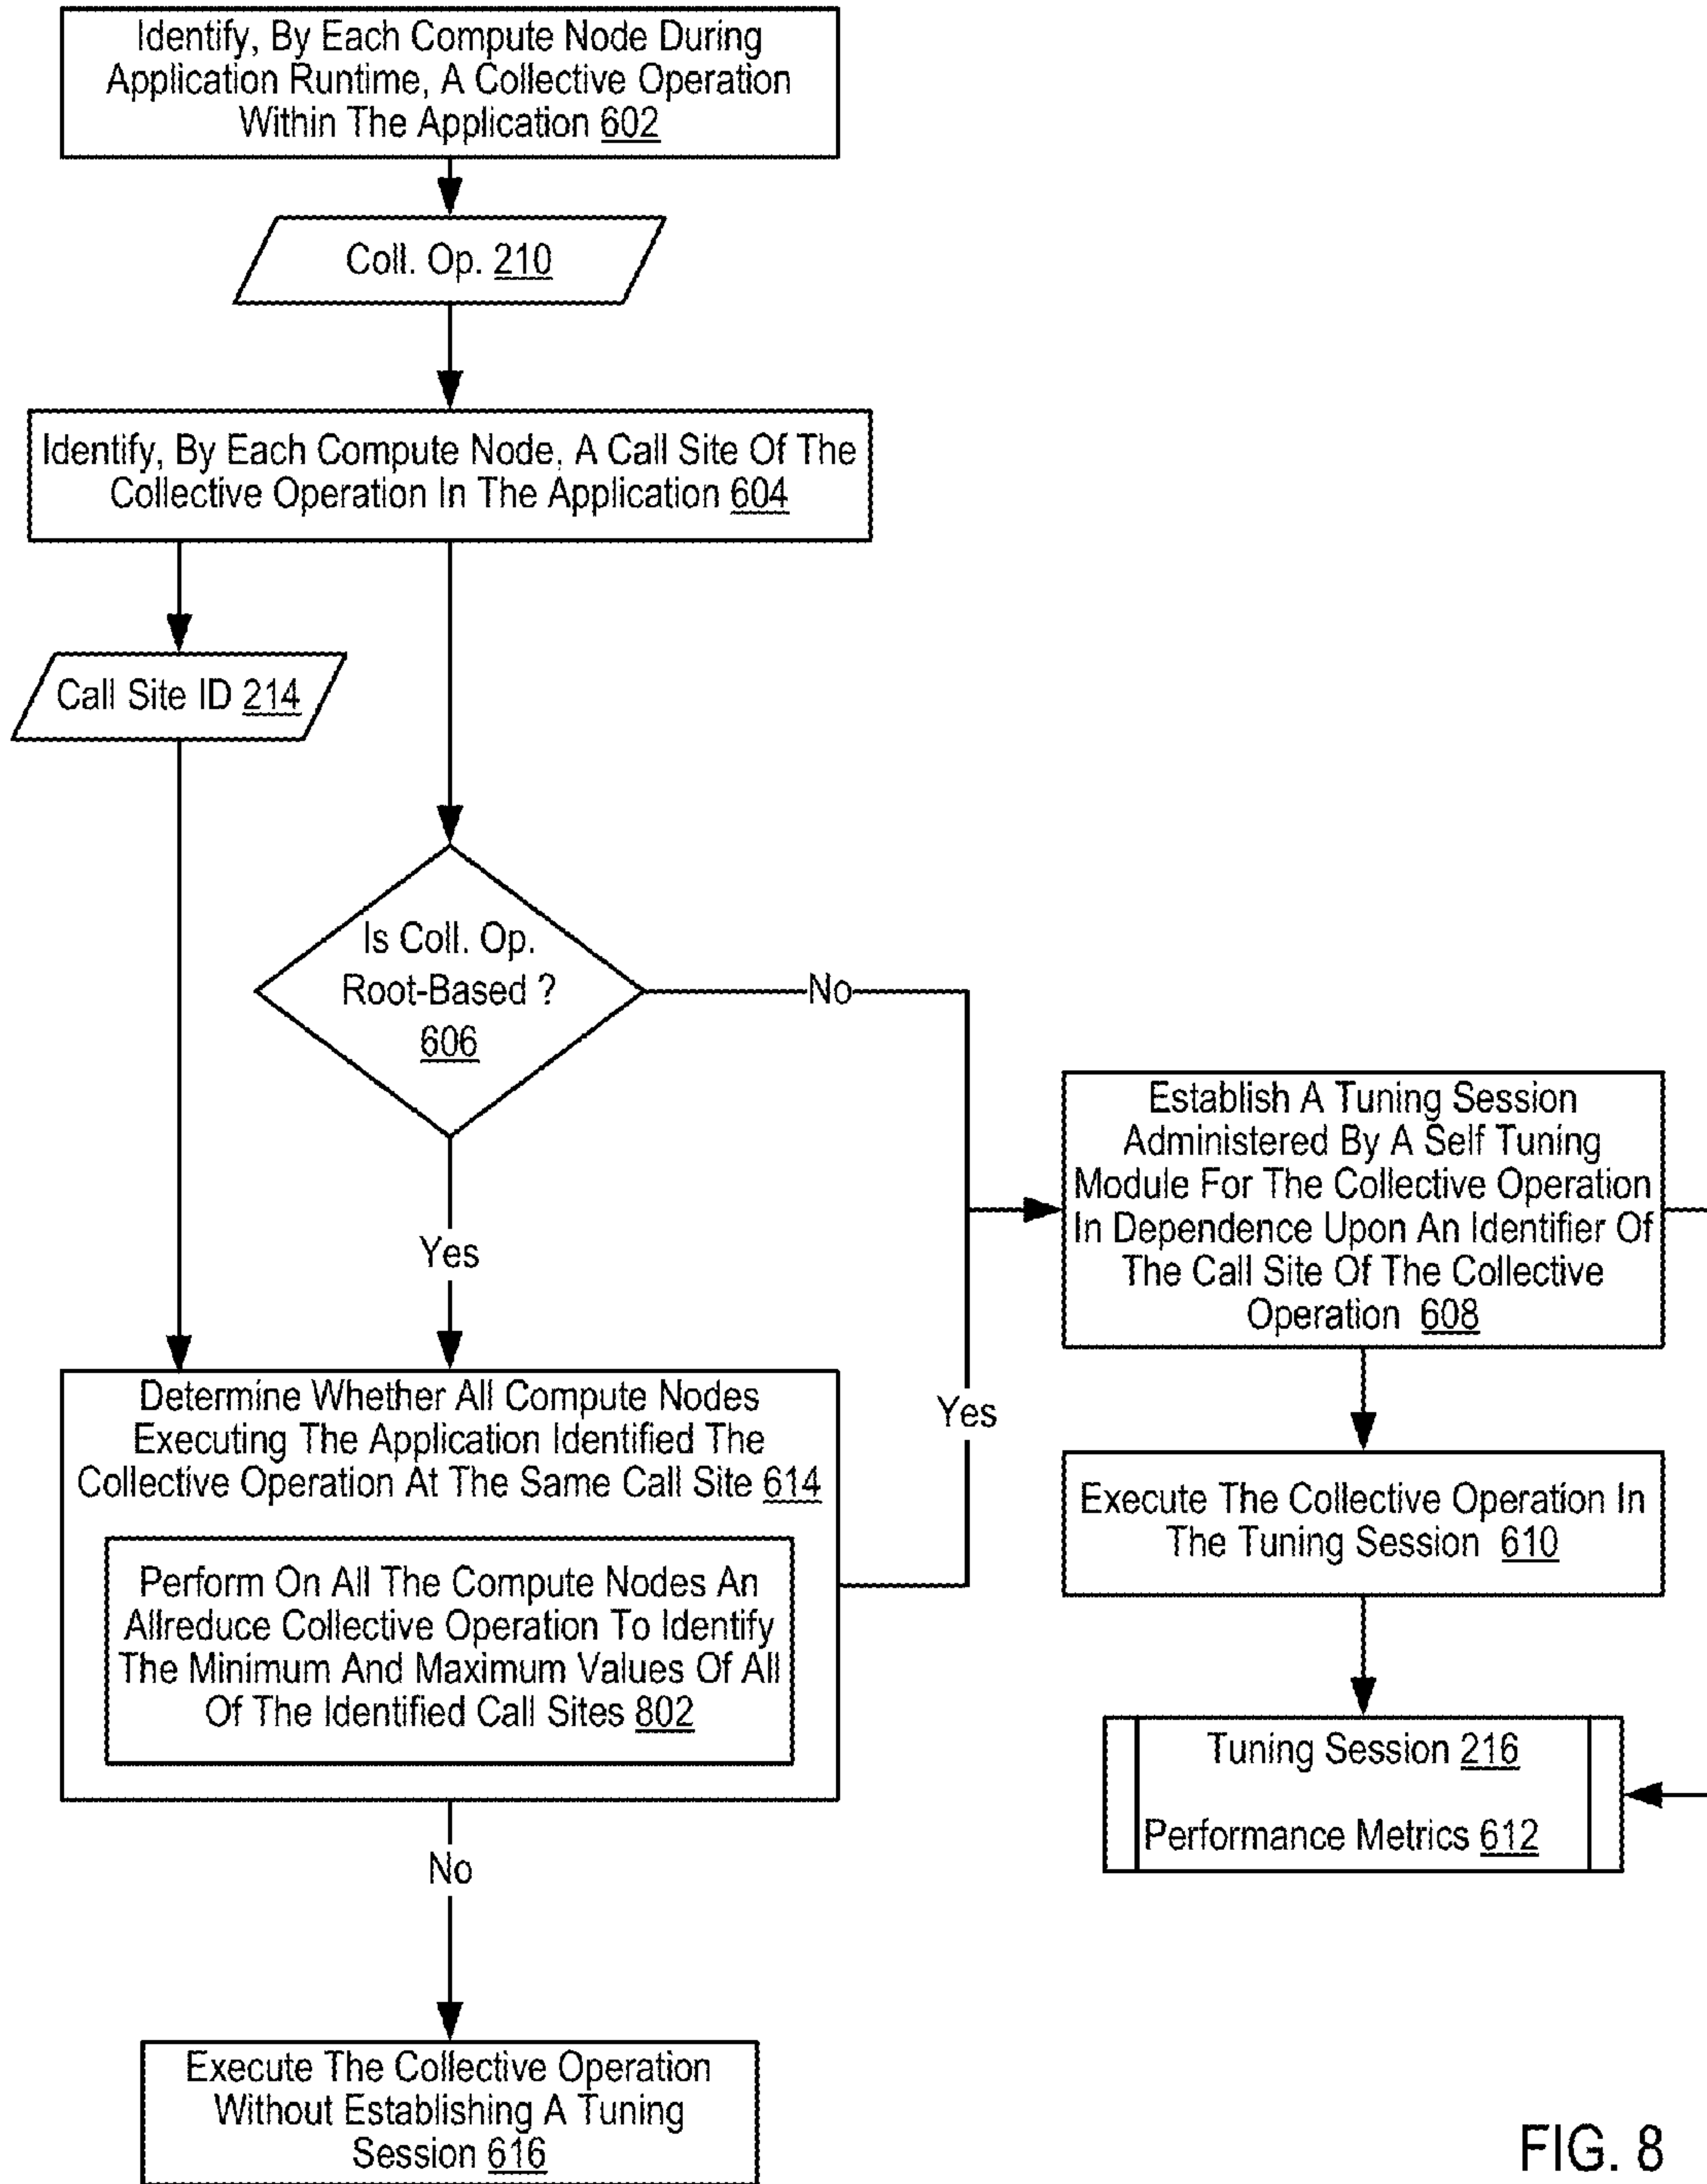 Identify, By Each Compute Node During
Application Runtime, A Collective Operation
Within The Application 602
Coll. Op. 210
Identify, By Each Compute Node, A Call Site Of The
Collective Operation In The Application 604
Call Site ID 214
Is Coll. Op.
Root-Based ?
606
No
Yes
Establish A Tuning Session
Administered By A Self Tuning
Module For The Collective Operation
In Dependence Upon An Identifier Of
The Call Site Of The Collective
Operation 608
Determine Whether All Compute Nodes
Executing The Application Identified The
Collective Operation At The Same Call Site 614
Yes
Perform On All The Compute Nodes An
Allreduce Collective Operation To Identify
The Minimum And Maximum Values Of All
Of The Identified Call Sites 802
Execute The Collective Operation In
The Tuning Session 610
Tuning Session 216
Performance Metrics 612
No
Execute The Collective Operation
Without Establishing A Tuning
Session 616
FIG. 8